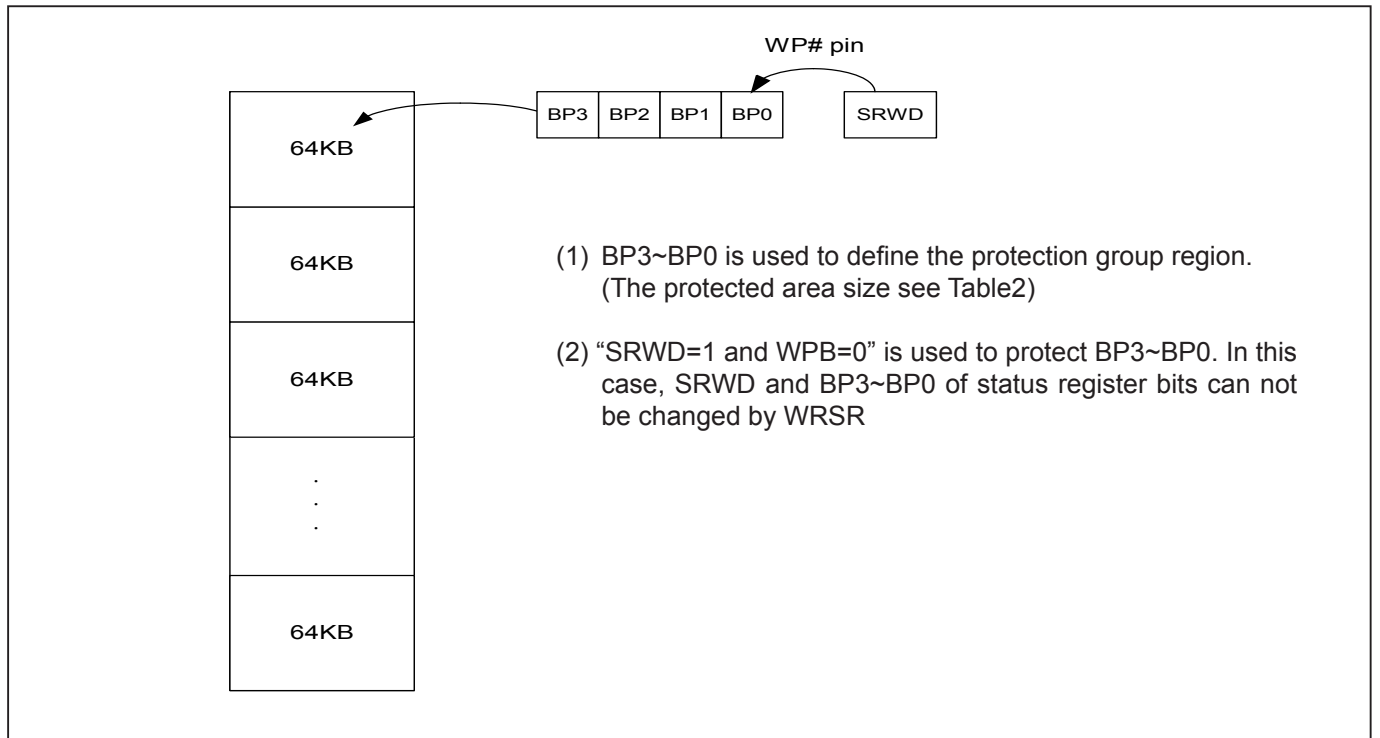 WP# pin
BP3 BP2 BP1 BP0 SRWD
64KB
64KB
64KB
.
.
.
64KB
(1) BP3~BP0 is used to define the protection group region.
(The protected area size see Table2)
(2) “SRWD=1 and WPB=0” is used to protect BP3~BP0. In this
case, SRWD and BP3~BP0 of status register bits can not
be changed by WRSR